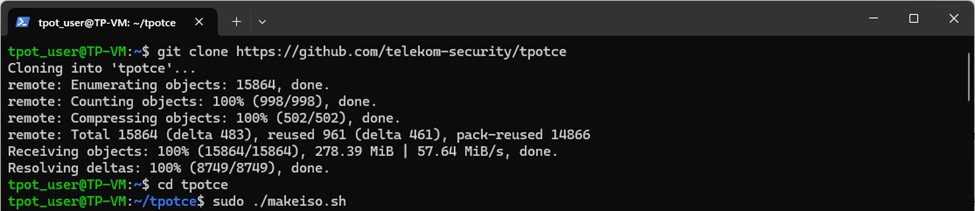 tpot_user@TP-VM: ~/tpotce
tpot_user@TP-VM:~$ git clone https://github.com/telekom-security/tpotce
Cloning into 'tpotce'...
remote: Enumerating objects: 15864, done.
remote: Counting objects: 100% (998/998), done.
remote: Compressing objects: 100% (502/502), done.
remote: Total 15864 (delta 483), reused 961 (delta 461), pack-reused 14866
Receiving objects: 100% (15864/15864), 278.39 MiB | 57.64 MiB/s, done.
Resolving deltas: 100% (8749/8749), done.
tpot_user@TP-VM:~$ cd tpotce
tpot_user@TP-VM:~/tpotce$ sudo ./makeiso.sh